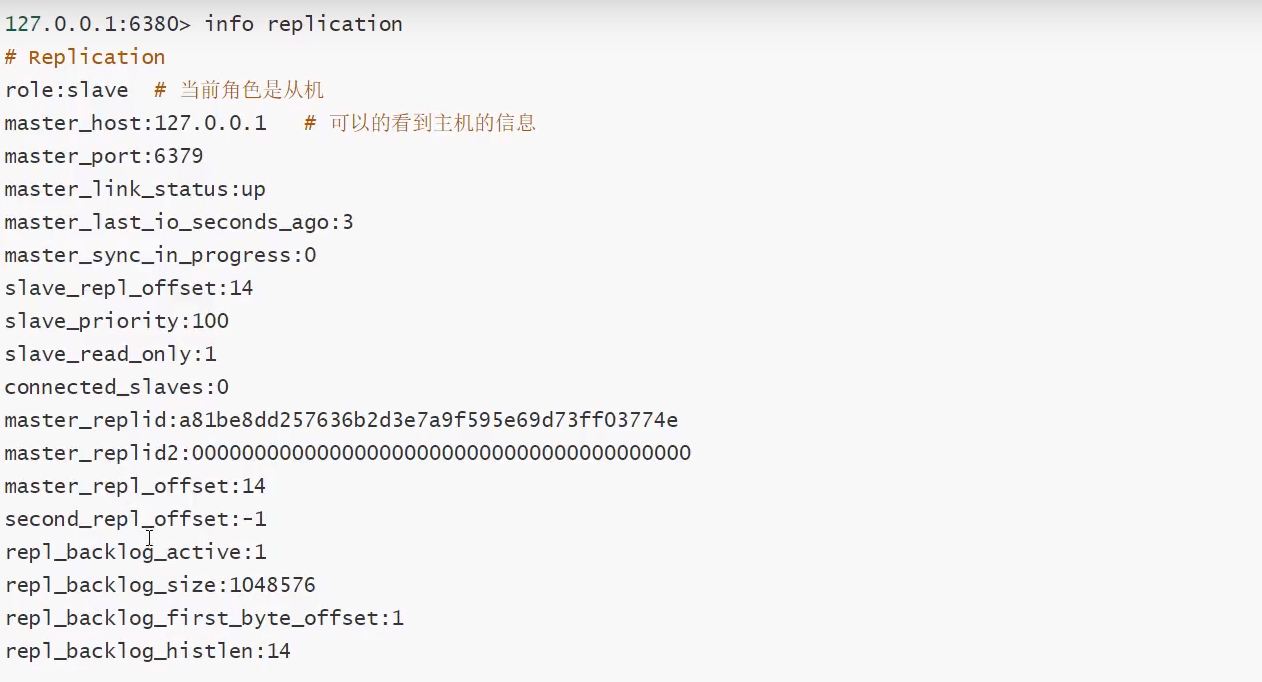 127.0.0.1:6380> info replication
# Replication
role:slave # 当前角色是从机
master_host:127.0.0.1 # 可以的看到主机的信息
master_port:6379
master_link_status:up
master_last_io_seconds_ago:3
master_sync_in_progress:0
slave_repl_offset:14
slave_priority:100
slave_read_only:1
connected_slaves:0
master_replid:a81be8dd257636b2d3e7a9f595e69d73ff03774e
master_replid2:0000000000000000000000000000000000000000
master_repl_offset:14
second_repl_offset:-1
repl_backlog_active:1
repl_backlog_size:1048576
repl_backlog_first_byte_offset:1
repl_backlog_histlen:14